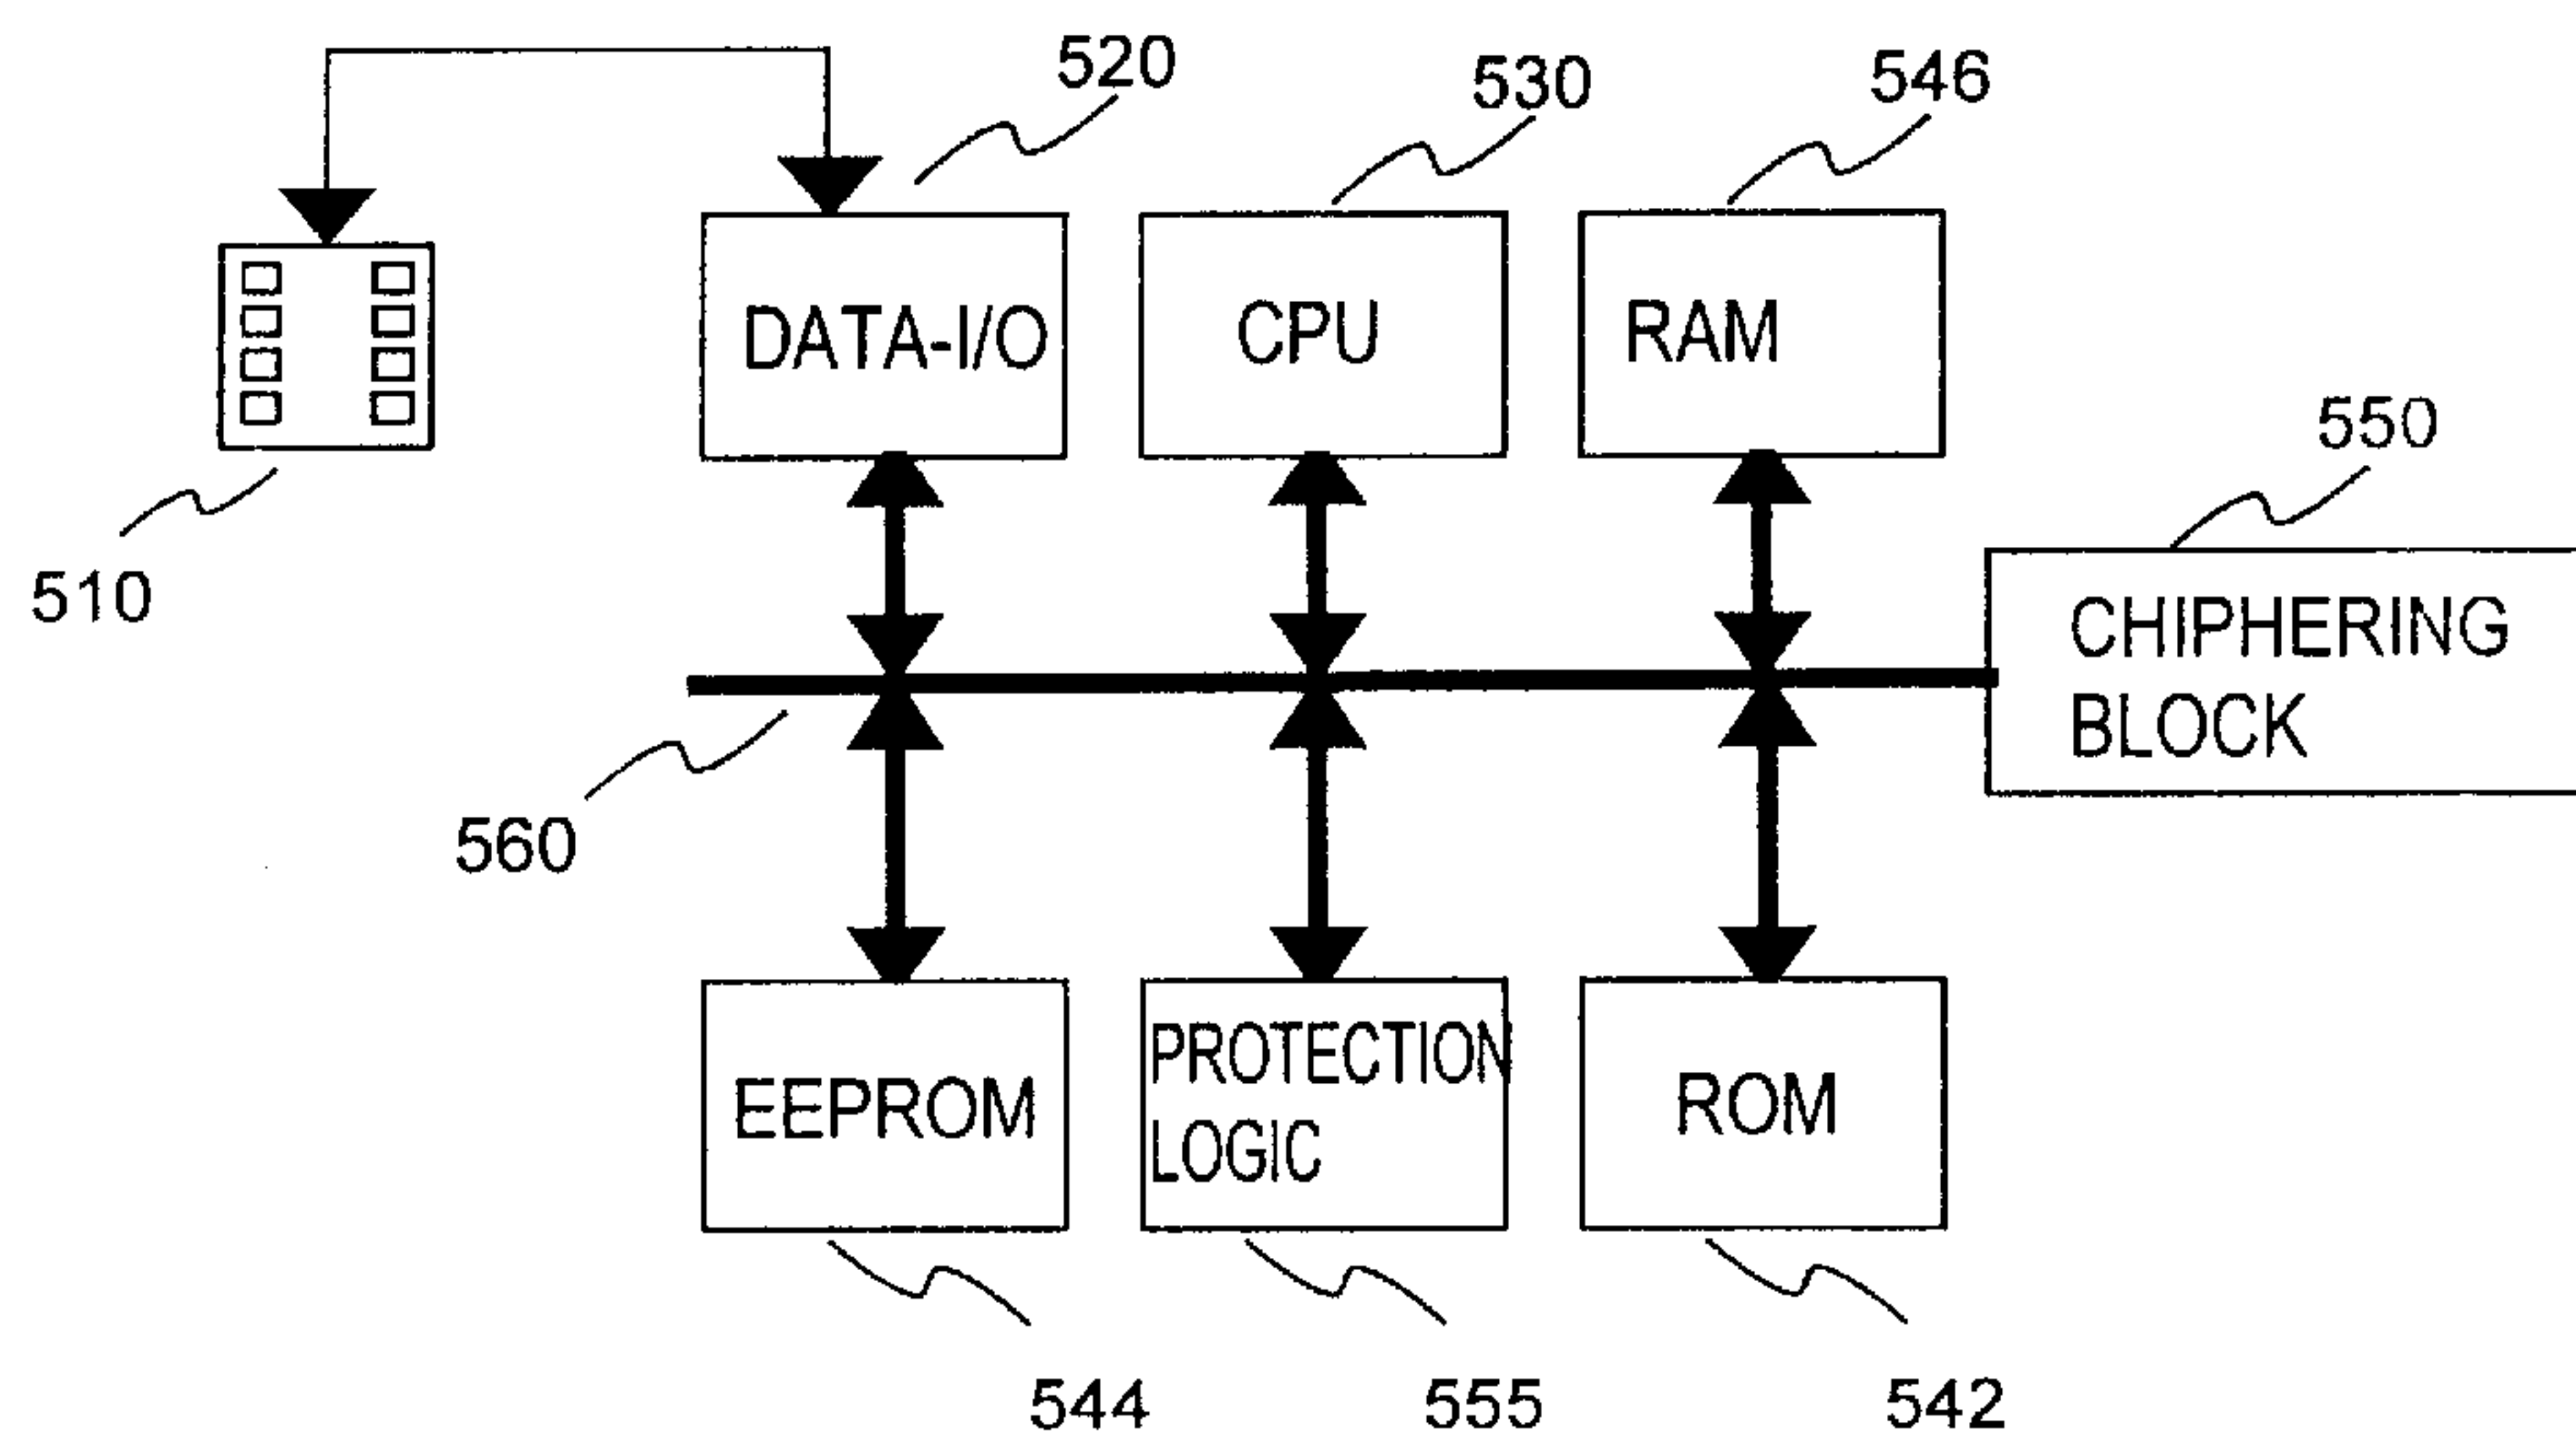 520
530
546
DATA-I/O
CPU
RAM
550
510
CHIPHERING
BLOCK
560
EEPROM
PROTECTION
LOGIC
ROM
544
555
542